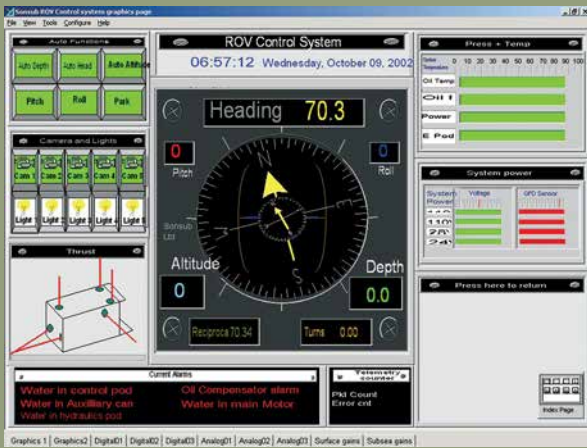 Sonsub ROV Control system graphics page
File View Tools Configure Help
Auto Functions
Auto Depth Auto Head Auto Altitude
Pitch Roll Park
Camera and Lights
Cam 1 Cam 2 Cam 3 Cam 4 Cam 5
Light 1 Light 2 Light 3 Light 4 Light 5
Thrust
ROV Control System
06:57:12 Wednesday, October 09, 2002
Heading 70.3
0
Pitch
0
Roll
N
E
S
Sonsub
Ltd
Altitude
0
Depth
0.0
Reciproca 70.34
Turns 0.00
Press + Temp
0 10 20 30 40 50 60 70 80 90 100
Oil Temp
Oil
Power
E Pod
System power
System
Power
Voltage
GFD Sensor
110
Press here to return
Index Page
Current Alarms
Water in control pod Oil Compensator alarm
Water in Auxilliary can Water in main Motor
Water in hydraulics pod
Telemetry
counter
Pkt Count
Error cnt
Graphics 1 Graphics2 Digital01 Digital02 Digital03 Analog01 Analog02 Analog03 Surface gains Subsea gains